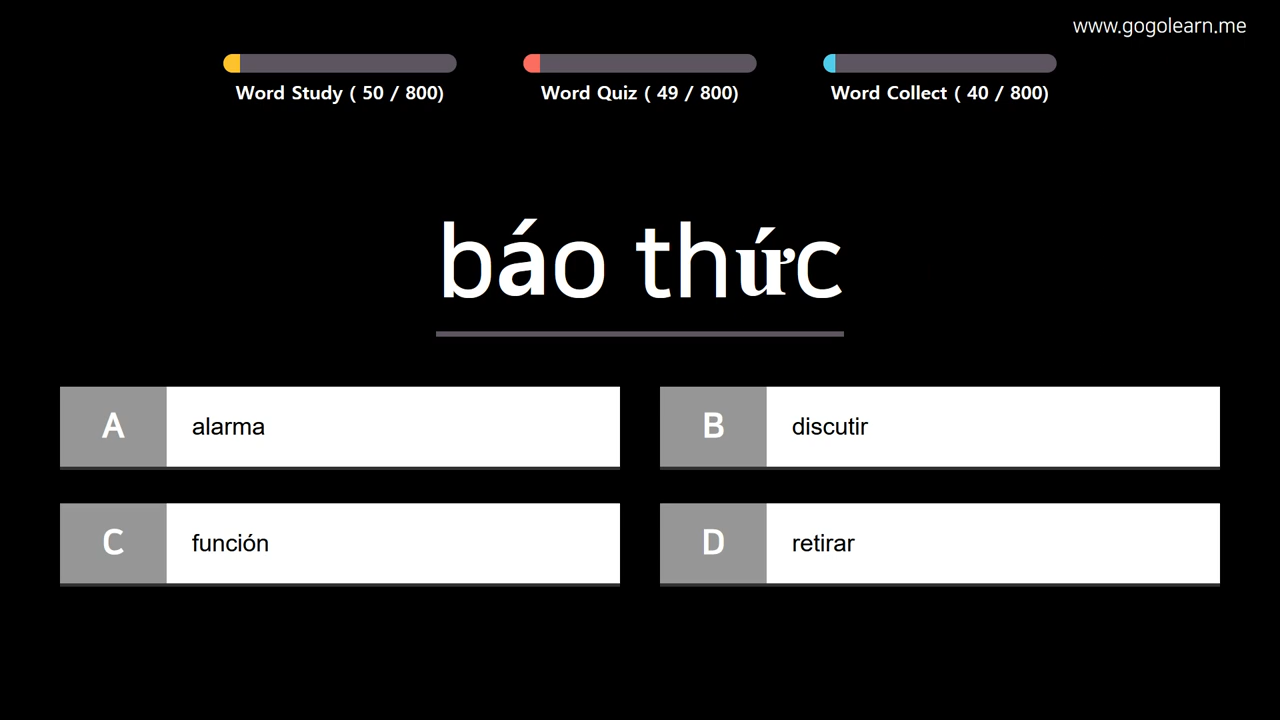 www.gogolearn.me
Word Study ( 50 / 800)
Word Quiz ( 49 / 800)
Word Collect ( 40 / 800)
báo thức
A alarma
B discutir
C función
D retirar